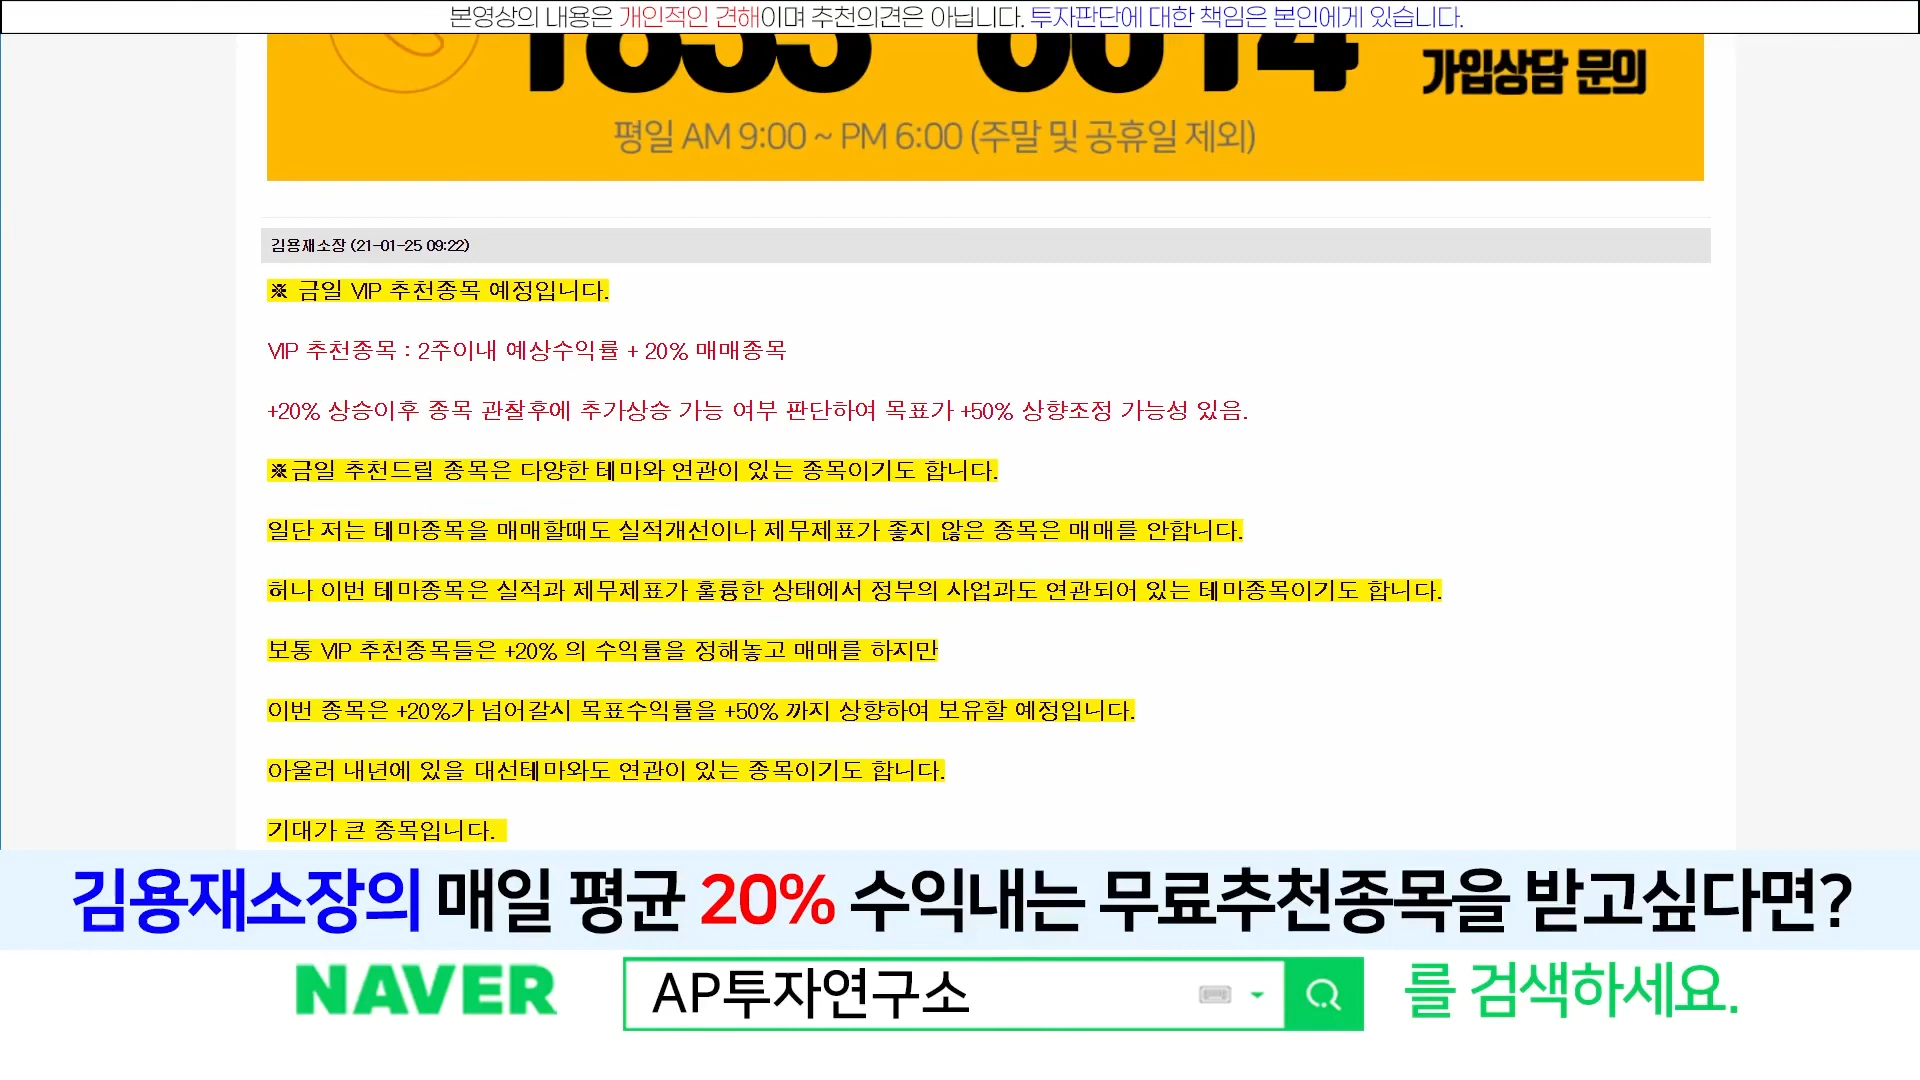 본영상의 내용은 개인적인 견해이며 추천의견은 아닙니다. 투자판단에 대한 책임은 본인에게 있습니다.
가입상담 문의
평일 AM 9:00 ~ PM 6:00 (주말 및 공휴일 제외)
김용재소장 (21-01-25 09:22)
※ 금일 VIP 추천종목 예정입니다.
VIP 추천종목 : 2주이내 예상수익률 + 20% 매매종목
+20% 상승이후 종목 관찰후에 추가상승 가능 여부 판단하여 목표가 +50% 상향조정 가능성 있음.
※금일 추천드릴 종목은 다양한 테마와 연관이 있는 종목이기도 합니다.
일단 저는 테마종목을 매매할때도 실적개선이나 제무제표가 좋지 않은 종목은 매매를 안합니다.
허나 이번 테마종목은 실적과 제무제표가 훌륭한 상태에서 정부의 사업과도 연관되어 있는 테마종목이기도 합니다.
보통 VIP 추천종목들은 +20% 의 수익률을 정해놓고 매매를 하지만
이번 종목은 +20%가 넘어갈시 목표수익률을 +50% 까지 상향하여 보유할 예정입니다.
아울러 내년에 있을 대선테마와도 연관이 있는 종목이기도 합니다.
기대가 큰 종목입니다.
김용재소장의 매일 평균 20% 수익내는 무료추천종목을 받고싶다면?
NAVER AP투자연구소 를 검색하세요.